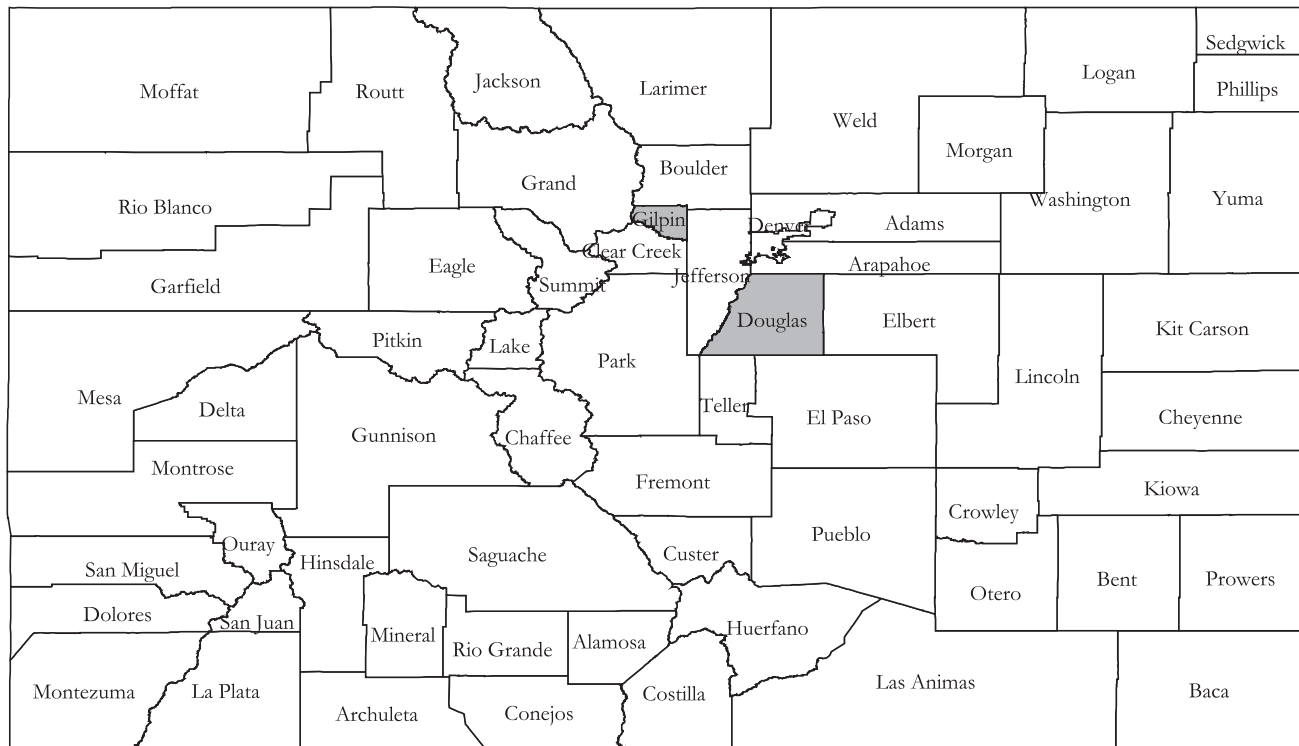 Sedgwick
Logan
Jackson
Moffat
Routt
Larimer
Phillips
Weld
Morgan
Boulder
Grand
Washington
Yuma
Rio Blanco
Gilpin
Denver
Adams
Clear Creek
Eagle
Arapahoe
Jefferson
Garfield
Summit
Douglas
Elbert
Kit Carson
Pitkin
Lake
Park
Lincoln
Mesa
Delta
Teller
El Paso
Cheyenne
Gunnison
Chaffee
Montrose
Fremont
Kiowa
Crowley
Pueblo
Ouray
Saguache
Custer
Hinsdale
San Miguel
Bent
Prowers
Otero
Dolores
San Juan
Mineral
Huerfano
Alamosa
Rio Grande
Las Animas
Montezuma
La Plata
Costilla
Baca
Archuleta
Conejos